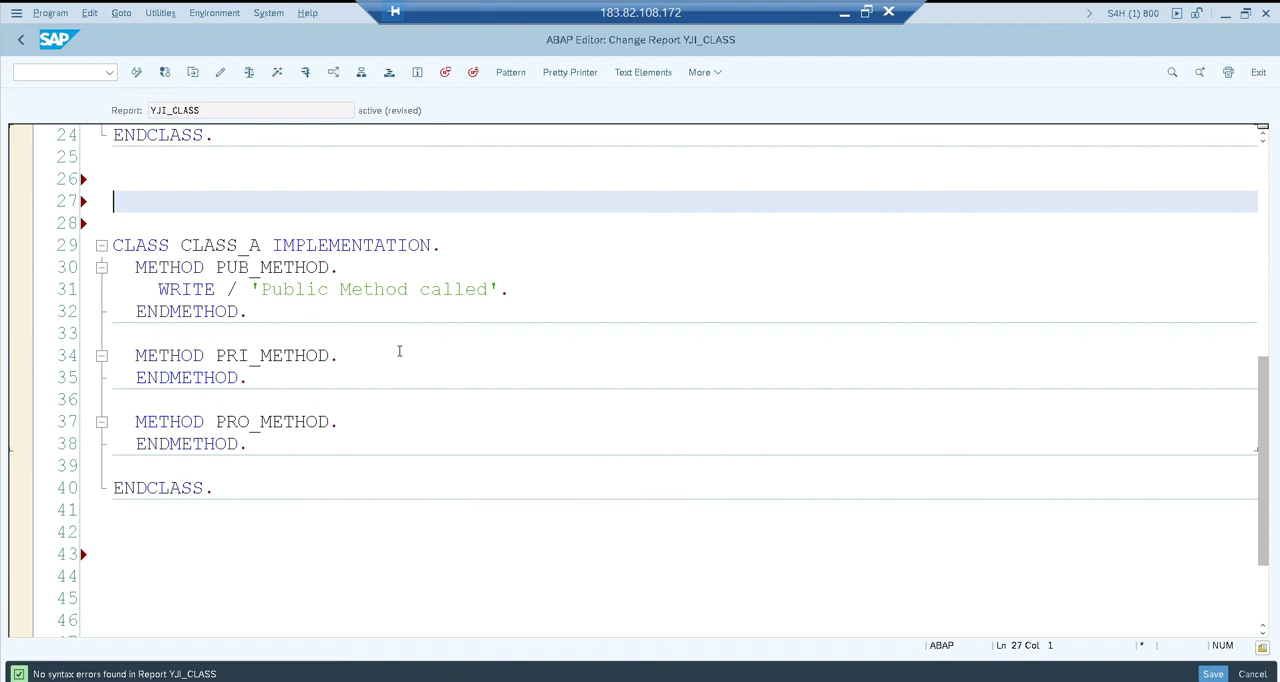 Program Edit Goto Utilities Environment System Help
183.82.108.172
S4H (1) 800
SAP
ABAP Editor: Change Report YJI_CLASS
Pattern Pretty Printer Text Elements More Exit
Report: YJI_CLASS active (revised)
24 ENDCLASS.
25
26
27
28
29 CLASS CLASS_A IMPLEMENTATION.
30 METHOD PUB_METHOD.
31 WRITE / 'Public Method called'.
32 ENDMETHOD.
33
34 METHOD PRI_METHOD.
35 ENDMETHOD.
36
37 METHOD PRO_METHOD.
38 ENDMETHOD.
39
40 ENDCLASS.
41
42
43
44
45
46
ABAP Ln 27 Col 1 * NUM
No syntax errors found in Report YJI_CLASS Save Cancel